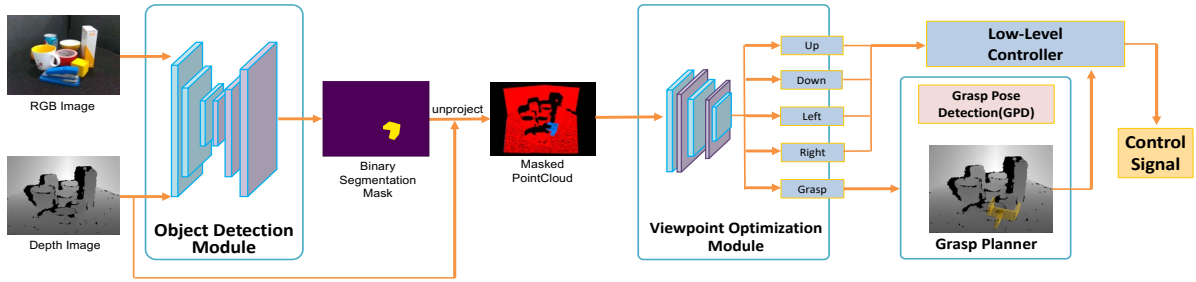 RGB Image
Depth Image
Object Detection
Module
Binary
Segmentation
Mask
unproject
Masked
PointCloud
Up
Down
Left
Right
Grasp
Viewpoint Optimization
Module
Low-Level
Controller
Grasp Pose
Detection(GPD)
Grasp Planner
Control
Signal